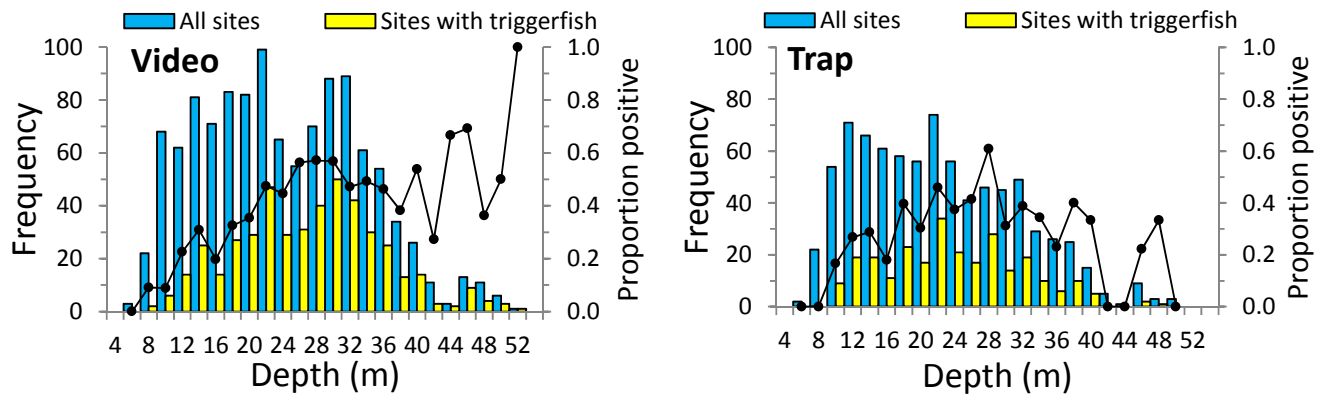 All sites Sites with triggerfish
Video
Frequency
100
80
60
40
20
0
1.0
0.8
0.6
0.4
0.2
0.0
Proportion positive
4 8 12 16 20 24 28 32 36 40 44 48 52
Depth (m)
All sites Sites with triggerfish
Trap
Frequency
100
80
60
40
20
0
1.0
0.8
0.6
0.4
0.2
0.0
Proportion positive
4 8 12 16 20 24 28 32 36 40 44 48 52
Depth (m)